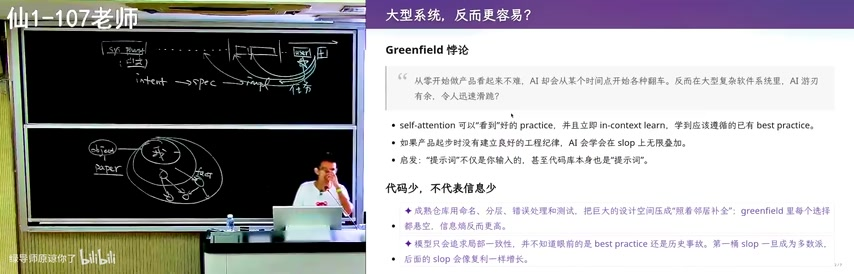 仙1-107老师
sys prompt
user
intent → spec → impl
任务
object
paper
绿导师原谅你了 bilibili
大型系统，反而更容易？
Greenfield 悖论
从零开始做产品看起来不难，AI 却会从某个时间点开始各种翻车。反而在大型复杂软件系统里，AI 游刃
有余，令人迅速滑跪？
self-attention 可以“看到”好的 practice，并且立即 in-context learn，学到应该遵循的已有 best practice。
如果产品起步时没有建立良好的工程纪律，AI 会学会在 slop 上无限叠加。
启发：“提示词”不仅是你输入的，甚至代码库本身也是“提示词”。
代码少，不代表信息少
✦ 成熟仓库用命名、分层、错误处理和测试，把巨大的设计空间压成“照着邻居补全”；greenfield 里每个选择
都悬空，信息熵反而更高。
✦ 模型只会追求局部一致性，并不知道眼前的是 best practice 还是历史事故。第一桶 slop 一旦成为多数派，
后面的 slop 会像复利一样增长。